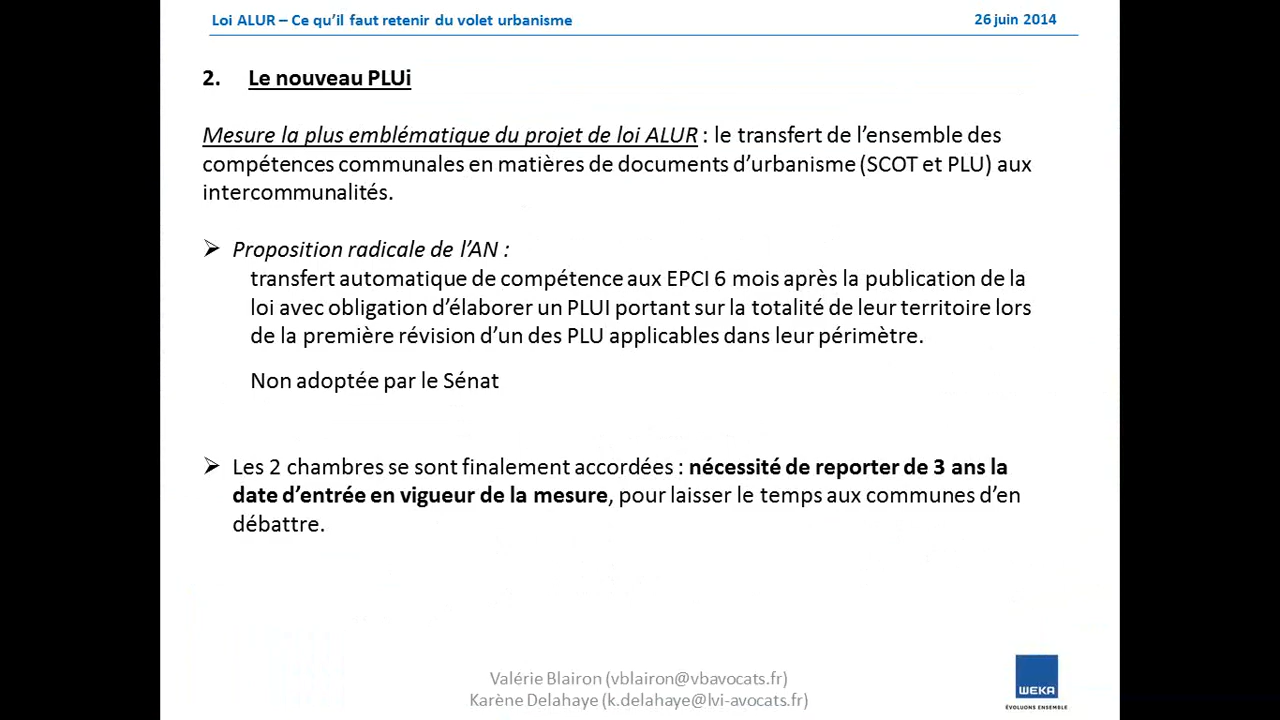 Loi ALUR – Ce qu’il faut retenir du volet urbanisme
26 juin 2014
2. Le nouveau PLUi
Mesure la plus emblématique du projet de loi ALUR : le transfert de l’ensemble des
compétences communales en matières de documents d’urbanisme (SCOT et PLU) aux
intercommunalités.
➢ Proposition radicale de l’AN :
transfert automatique de compétence aux EPCI 6 mois après la publication de la
loi avec obligation d’élaborer un PLUI portant sur la totalité de leur territoire lors
de la première révision d’un des PLU applicables dans leur périmètre.
Non adoptée par le Sénat
➢ Les 2 chambres se sont finalement accordées : nécessité de reporter de 3 ans la
date d’entrée en vigueur de la mesure, pour laisser le temps aux communes d’en
débattre.
Valérie Blairon (vblairon@vbavocats.fr)
Karène Delahaye (k.delahaye@lvi-avocats.fr)
WEKA
ÉVOLUONS ENSEMBLE